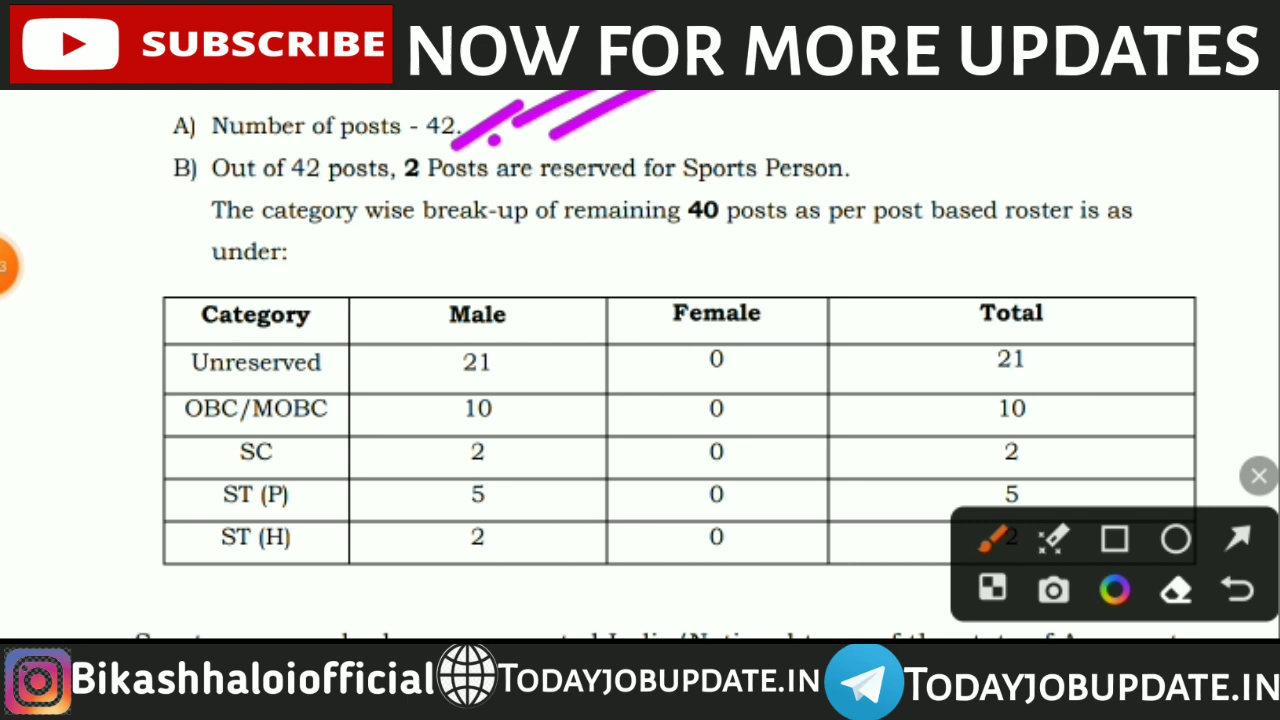 SUBSCRIBE NOW FOR MORE UPDATES
A) Number of posts - 42.
B) Out of 42 posts, 2 Posts are reserved for Sports Person.
The category wise break-up of remaining 40 posts as per post based roster is as
under:
3
Category Male Female Total
Unreserved 21 0 21
OBC/MOBC 10 0 10
SC 2 0 2
ST (P) 5 0 5
ST (H) 2 0 2
Bikashhaloiofficial TODAYJOBUPDATE.IN TODAYJOBUPDATE.IN